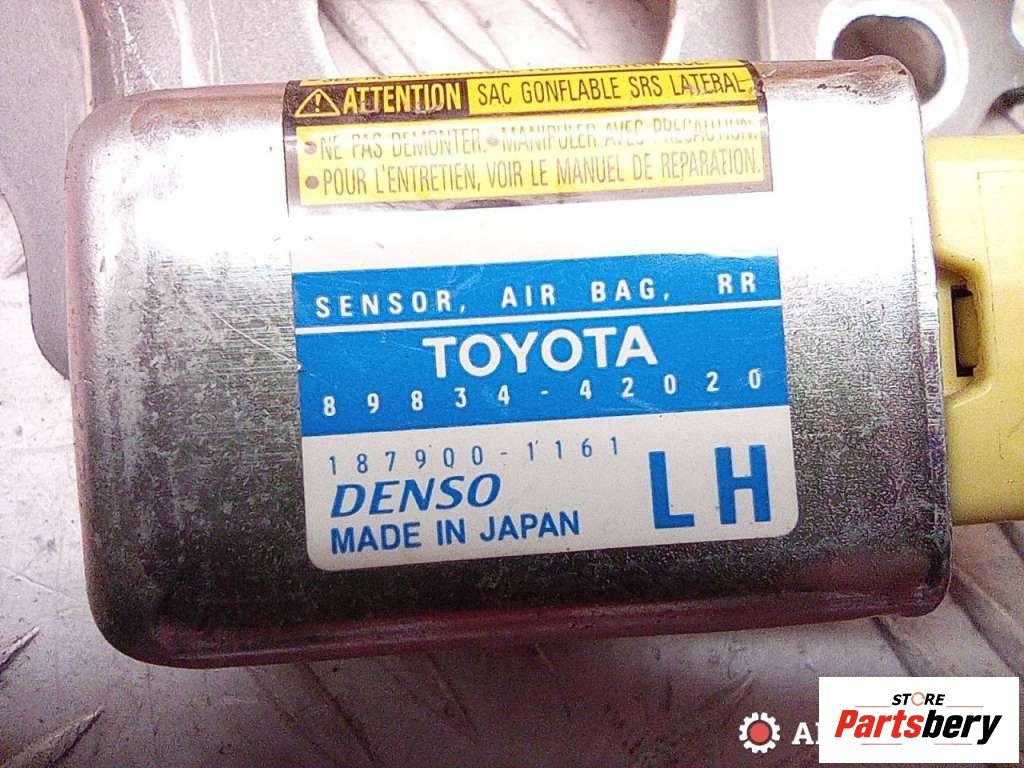 ATTENTION SAC GONFLABLE SRS LATERAL
• NE PAS DEMONTER. • MANIPULER AVEC PRECAUTION.
• POUR L'ENTRETIEN, VOIR LE MANUEL DE REPARATION.
SENSOR, AIR BAG, RR
TOYOTA
89834-42020
187900-1161
DENSO
MADE IN JAPAN
LH
STORE
Partsbery